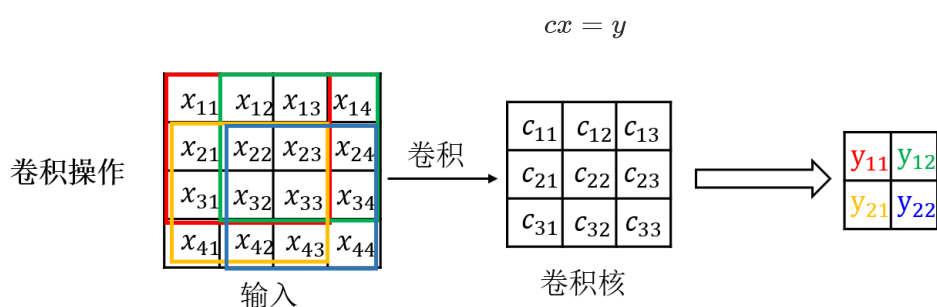 cx = y
x₁₁ x₁₂ x₁₃ x₁₄
x₂₁ x₂₂ x₂₃ x₂₄
x₃₁ x₃₂ x₃₃ x₃₄
x₄₁ x₄₂ x₄₃ x₄₄
卷积操作
输入
卷积
c₁₁ c₁₂ c₁₃
c₂₁ c₂₂ c₂₃
c₃₁ c₃₂ c₃₃
卷积核
y₁₁ y₁₂
y₂₁ y₂₂